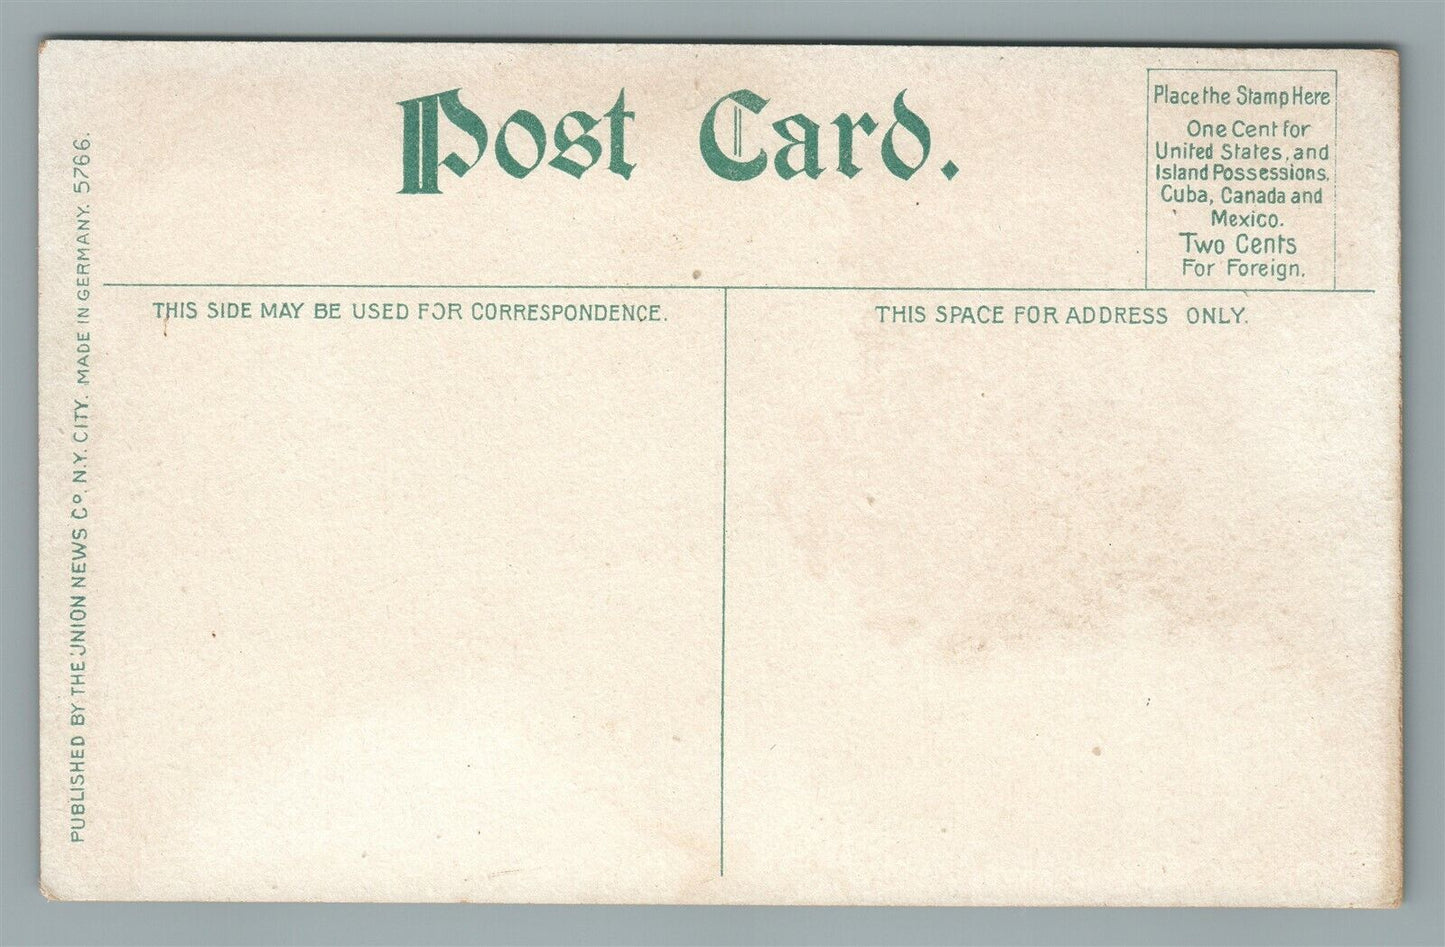 Post Card.
Place the Stamp Here
One Cent for
United States, and
Island Possessions,
Cuba, Canada and
Mexico.
Two Cents
For Foreign.
THIS SIDE MAY BE USED FOR CORRESPONDENCE.
THIS SPACE FOR ADDRESS ONLY.
PUBLISHED BY THE UNION NEWS Co. N.Y. CITY. MADE IN GERMANY. 5766.